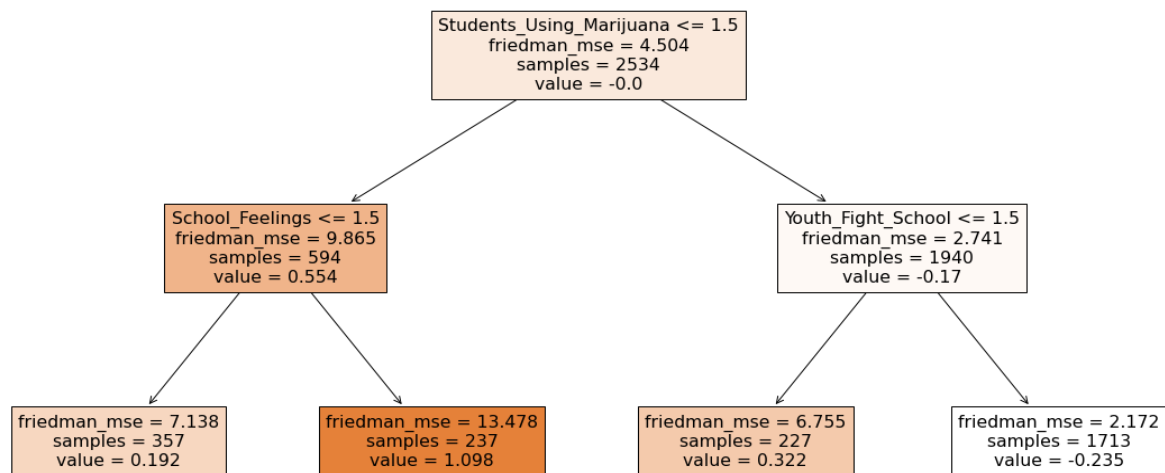 Students_Using_Marijuana <= 1.5
friedman_mse = 4.504
samples = 2534
value = -0.0
School_Feelings <= 1.5
friedman_mse = 9.865
samples = 594
value = 0.554
Youth_Fight_School <= 1.5
friedman_mse = 2.741
samples = 1940
value = -0.17
friedman_mse = 7.138
samples = 357
value = 0.192
friedman_mse = 13.478
samples = 237
value = 1.098
friedman_mse = 6.755
samples = 227
value = 0.322
friedman_mse = 2.172
samples = 1713
value = -0.235